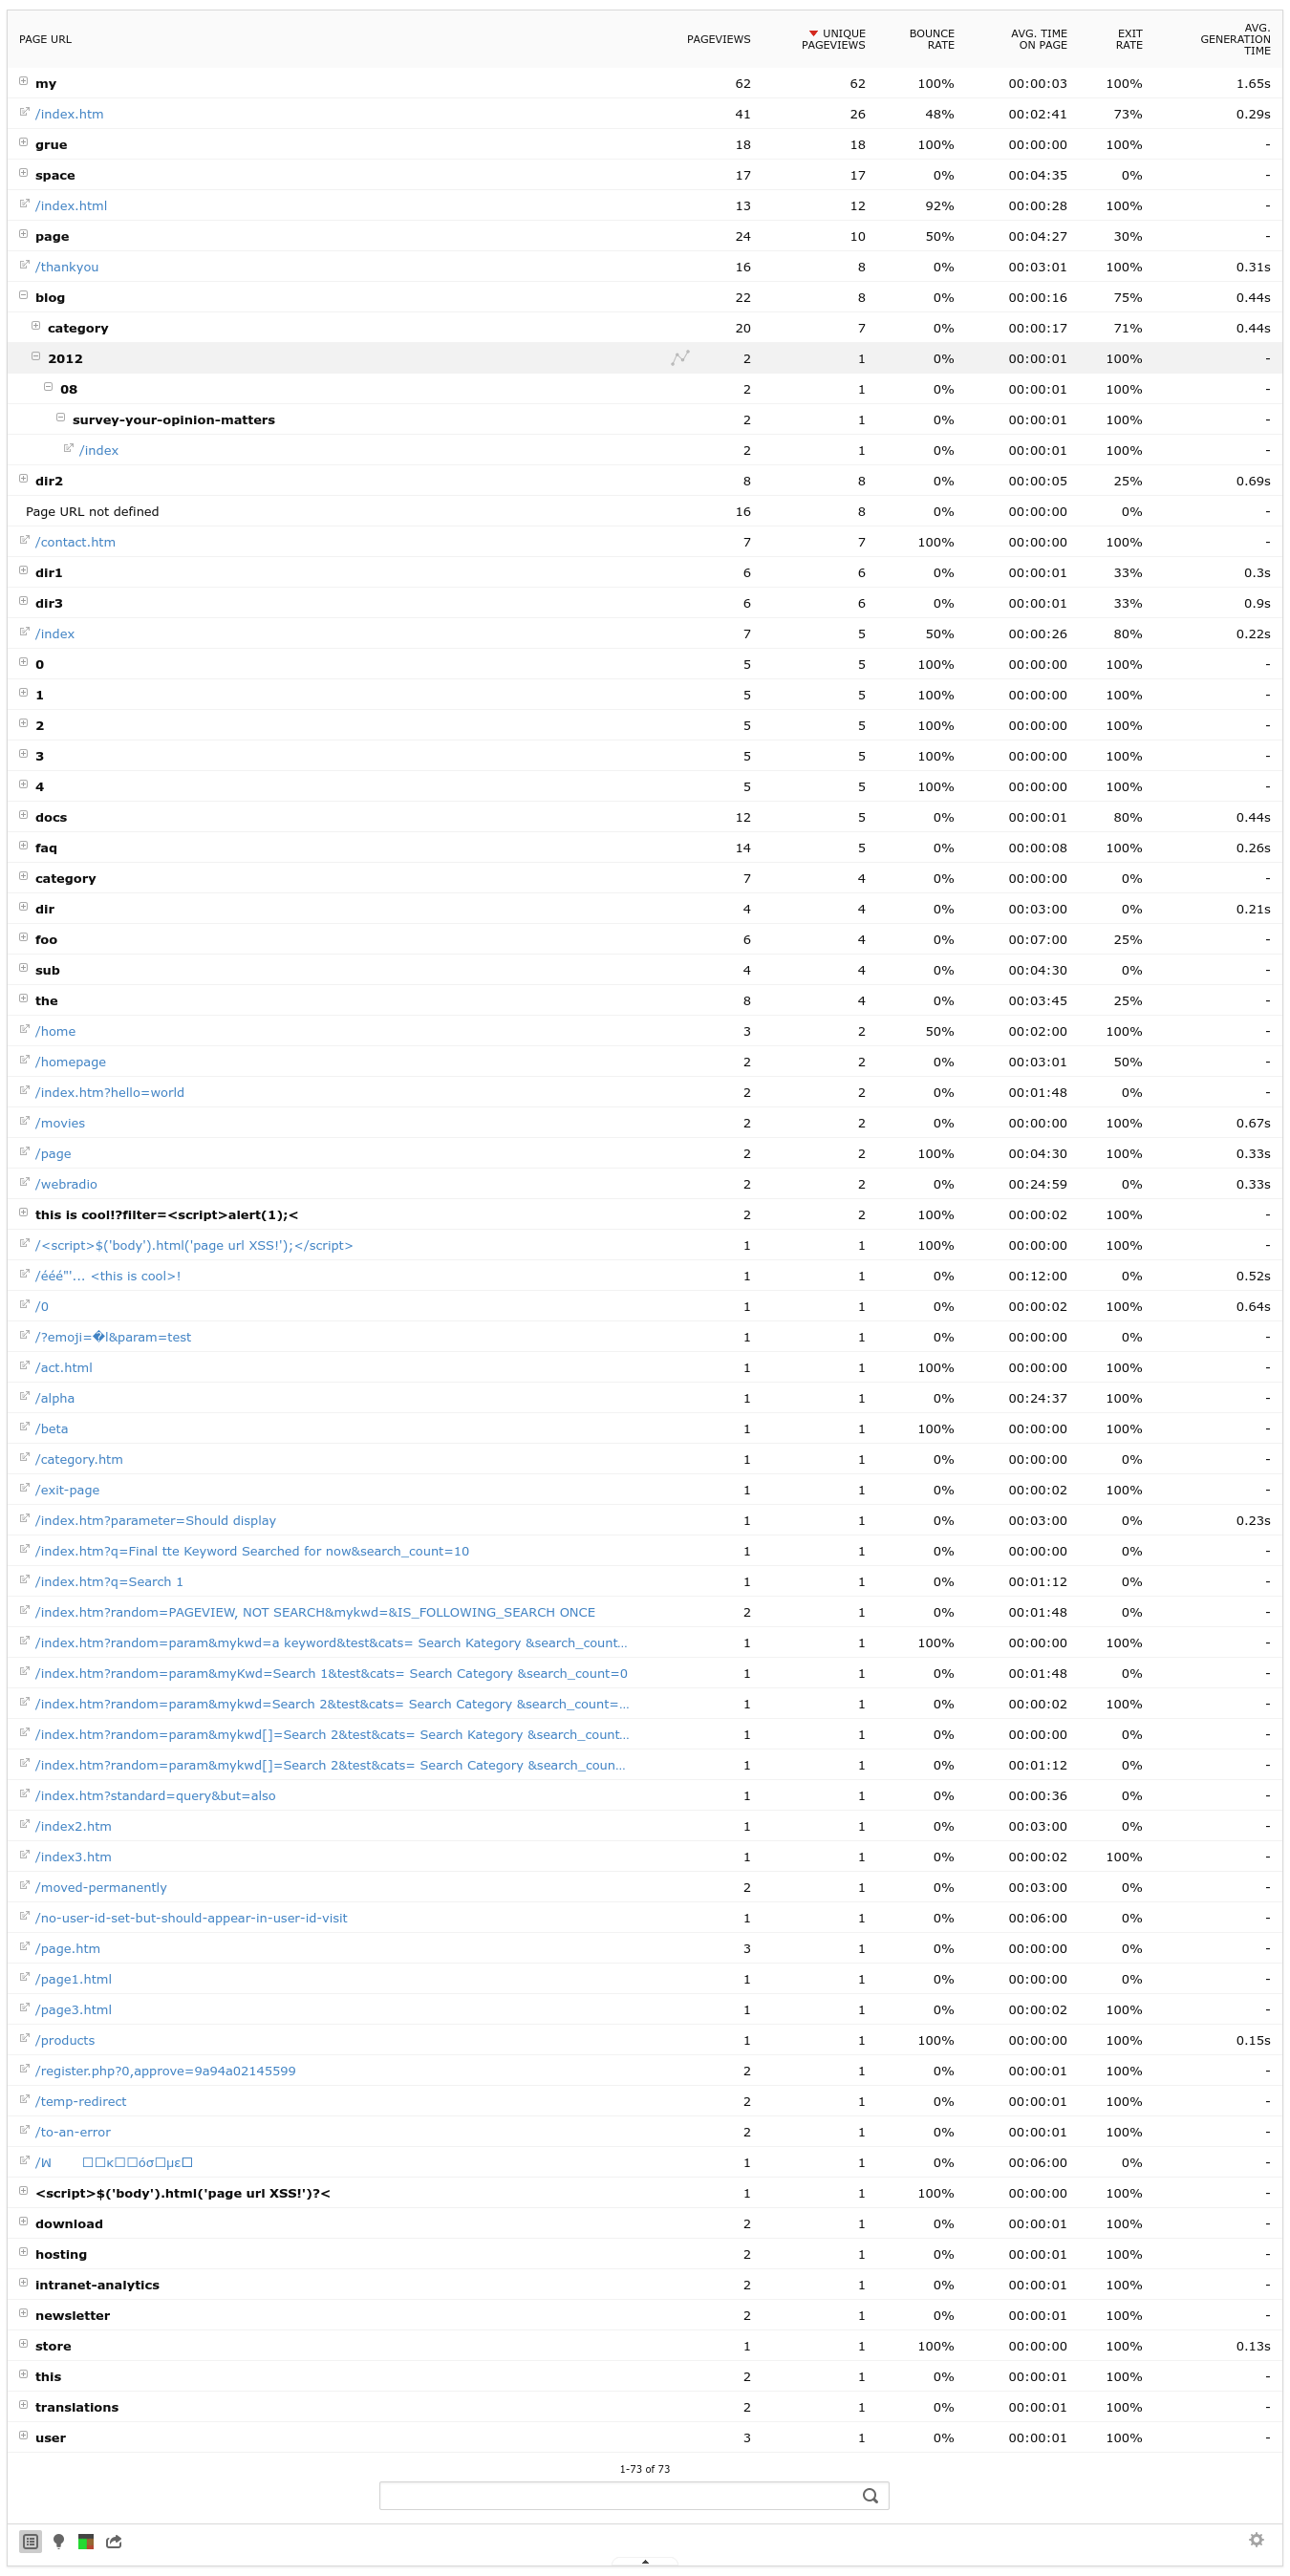 PAGE URL PAGEVIEWS UNIQUE PAGEVIEWS BOUNCE RATE AVG. TIME ON PAGE EXIT RATE AVG. GENERATION TIME
my 62 62 100% 00:00:03 100% 1.65s
/index.htm 41 26 48% 00:02:41 73% 0.29s
grue 18 18 100% 00:00:00 100% -
space 17 17 0% 00:04:35 0% -
/index.html 13 12 92% 00:00:28 100% -
page 24 10 50% 00:04:27 30% -
/thankyou 16 8 0% 00:03:01 100% 0.31s
blog 22 8 0% 00:00:16 75% 0.44s
category 20 7 0% 00:00:17 71% 0.44s
2012 2 1 0% 00:00:01 100% -
08 2 1 0% 00:00:01 100% -
survey-your-opinion-matters 2 1 0% 00:00:01 100% -
/index 2 1 0% 00:00:01 100% -
dir2 8 8 0% 00:00:05 25% 0.69s
Page URL not defined 16 8 0% 00:00:00 0% -
/contact.htm 7 7 100% 00:00:00 100% -
dir1 6 6 0% 00:00:01 33% 0.3s
dir3 6 6 0% 00:00:01 33% 0.9s
/index 7 5 50% 00:00:26 80% 0.22s
0 5 5 100% 00:00:00 100% -
1 5 5 100% 00:00:00 100% -
2 5 5 100% 00:00:00 100% -
3 5 5 100% 00:00:00 100% -
4 5 5 100% 00:00:00 100% -
docs 12 5 0% 00:00:01 80% 0.44s
faq 14 5 0% 00:00:08 100% 0.26s
category 7 4 0% 00:00:00 0% -
dir 4 4 0% 00:03:00 0% 0.21s
foo 6 4 0% 00:07:00 25% -
sub 4 4 0% 00:04:30 0% -
the 8 4 0% 00:03:45 25% -
/home 3 2 50% 00:02:00 100% -
/homepage 2 2 0% 00:03:01 50% -
/index.htm?hello=world 2 2 0% 00:01:48 0% -
/movies 2 2 0% 00:00:00 100% 0.67s
/page 2 2 100% 00:04:30 100% 0.33s
/webradio 2 2 0% 00:24:59 0% 0.33s
this is cool!?filter=<script>alert(1);< 2 2 100% 00:00:02 100% -
/<script>$('body').html('page url XSS!');</script> 1 1 100% 00:00:00 100% -
/ééé"'... <this is cool>! 1 1 0% 00:12:00 0% 0.52s
/0 1 1 0% 00:00:02 100% 0.64s
/?emoji=�l&param=test 1 1 0% 00:00:00 0% -
/act.html 1 1 100% 00:00:00 100% -
/alpha 1 1 0% 00:24:37 100% -
/beta 1 1 100% 00:00:00 100% -
/category.htm 1 1 0% 00:00:00 0% -
/exit-page 1 1 0% 00:00:02 100% -
/index.htm?parameter=Should display 1 1 0% 00:03:00 0% 0.23s
/index.htm?q=Final tte Keyword Searched for now&search_count=10 1 1 0% 00:00:00 0% -
/index.htm?q=Search 1 1 1 0% 00:01:12 0% -
/index.htm?random=PAGEVIEW, NOT SEARCH&mykwd=&IS_FOLLOWING_SEARCH ONCE 2 1 0% 00:01:48 0% -
/index.htm?random=param&mykwd=a keyword&test&cats= Search Kategory &search_count... 1 1 100% 00:00:00 100% -
/index.htm?random=param&myKwd=Search 1&test&cats= Search Category &search_count=0 1 1 0% 00:01:48 0% -
/index.htm?random=param&mykwd=Search 2&test&cats= Search Category &search_count=... 1 1 0% 00:00:02 100% -
/index.htm?random=param&mykwd[]=Search 2&test&cats= Search Kategory &search_count... 1 1 0% 00:00:00 0% -
/index.htm?random=param&mykwd[]=Search 2&test&cats= Search Category &search_coun... 1 1 0% 00:01:12 0% -
/index.htm?standard=query&but=also 1 1 0% 00:00:36 0% -
/index2.htm 1 1 0% 00:03:00 0% -
/index3.htm 1 1 0% 00:00:02 100% -
/moved-permanently 2 1 0% 00:03:00 0% -
/no-user-id-set-but-should-appear-in-user-id-visit 1 1 0% 00:06:00 0% -
/page.htm 3 1 0% 00:00:00 0% -
/page1.html 1 1 0% 00:00:00 0% -
/page3.html 1 1 0% 00:00:02 100% -
/products 1 1 100% 00:00:00 100% 0.15s
/register.php?0,approve=9a94a02145599 2 1 0% 00:00:01 100% -
/temp-redirect 2 1 0% 00:00:01 100% -
/to-an-error 2 1 0% 00:00:01 100% -
1 1 0% 00:06:00 0% -
<script>$('body').html('page url XSS!')?< 1 1 100% 00:00:00 100% -
download 2 1 0% 00:00:01 100% -
hosting 2 1 0% 00:00:01 100% -
intranet-analytics 2 1 0% 00:00:01 100% -
newsletter 2 1 0% 00:00:01 100% -
store 1 1 100% 00:00:00 100% 0.13s
this 2 1 0% 00:00:01 100% -
translations 2 1 0% 00:00:01 100% -
user 3 1 0% 00:00:01 100% -
1-73 of 73